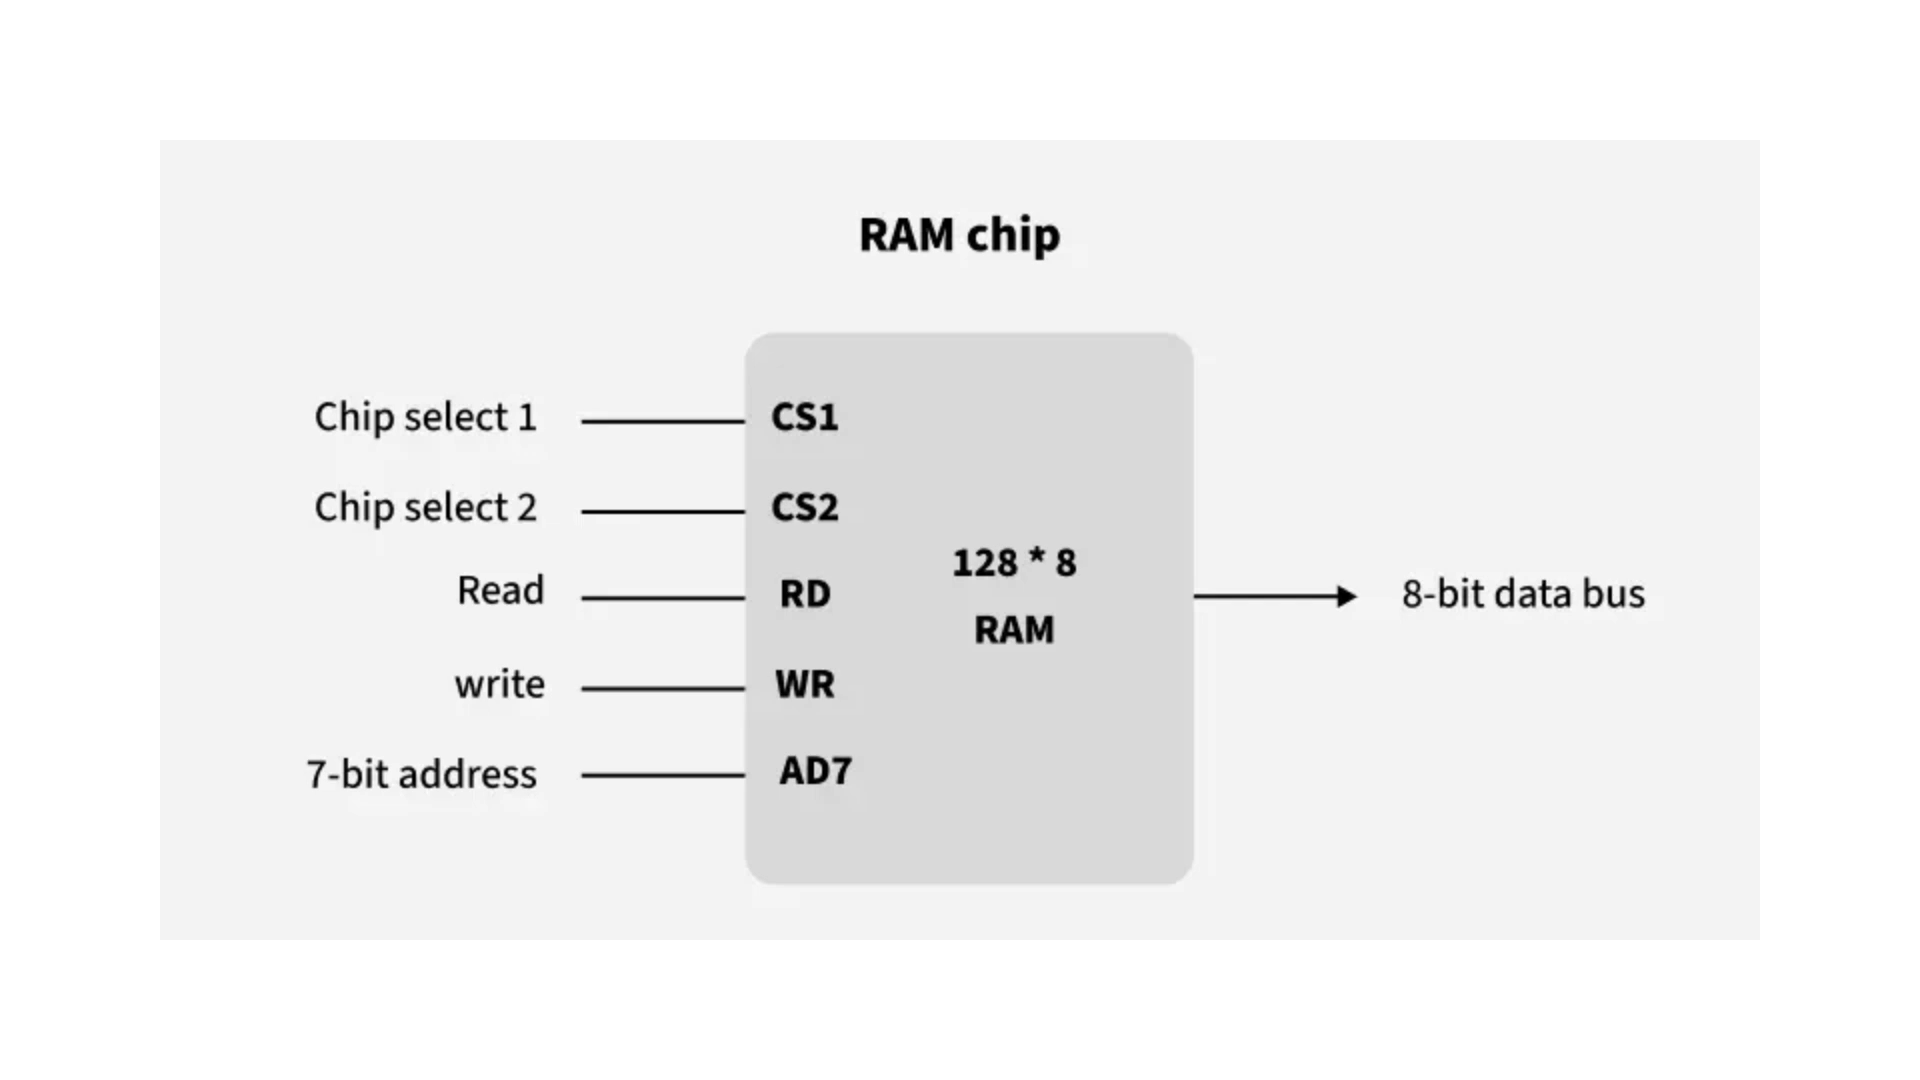 RAM chip
Chip select 1
CS1
Chip select 2
CS2
128 * 8
Read
RD
8-bit data bus
RAM
write
WR
7-bit address
AD7